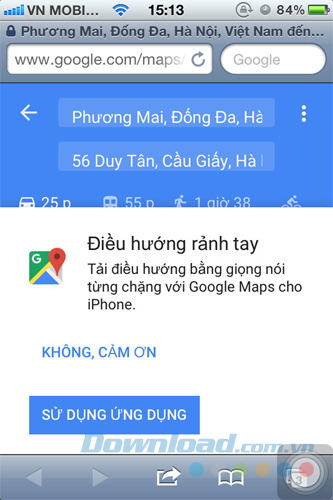 VN MOBI... 15:13 84%
Phương Mai, Đống Đa, Hà Nội, Việt Nam đến...
www.google.com/maps/ Google
Phương Mai, Đống Đa, Hà
56 Duy Tân, Cầu Giấy, Hà
25 p 55 p 1 giờ 38
G
Điều hướng rảnh tay
Tải điều hướng bằng giọng nói
từng chặng với Google Maps cho
iPhone.
KHÔNG, CẢM ƠN
SỬ DỤNG ỨNG DỤNG
Download.com.vn
3